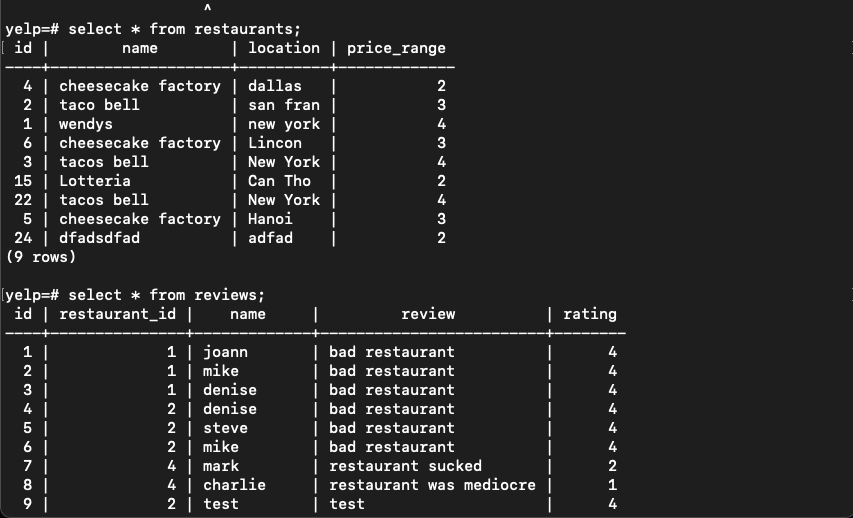 ^
yelp=# select * from restaurants;
id | name | location | price_range
----+--------------------+----------+-------------
4 | cheesecake factory | dallas | 2
2 | taco bell | san fran | 3
1 | wendys | new york | 4
6 | cheesecake factory | Lincon | 3
3 | tacos bell | New York | 4
15 | Lotteria | Can Tho | 2
22 | tacos bell | New York | 4
5 | cheesecake factory | Hanoi | 3
24 | dfadsdfad | adfad | 2
(9 rows)
yelp=# select * from reviews;
id | restaurant_id | name | review | rating
----+---------------+-------------+-------------------------+--------
1 | 1 | joann | bad restaurant | 4
2 | 1 | mike | bad restaurant | 4
3 | 1 | denise | bad restaurant | 4
4 | 2 | denise | bad restaurant | 4
5 | 2 | steve | bad restaurant | 4
6 | 2 | mike | bad restaurant | 4
7 | 4 | mark | restaurant sucked | 2
8 | 4 | charlie | restaurant was mediocre | 1
9 | 2 | test | test | 4